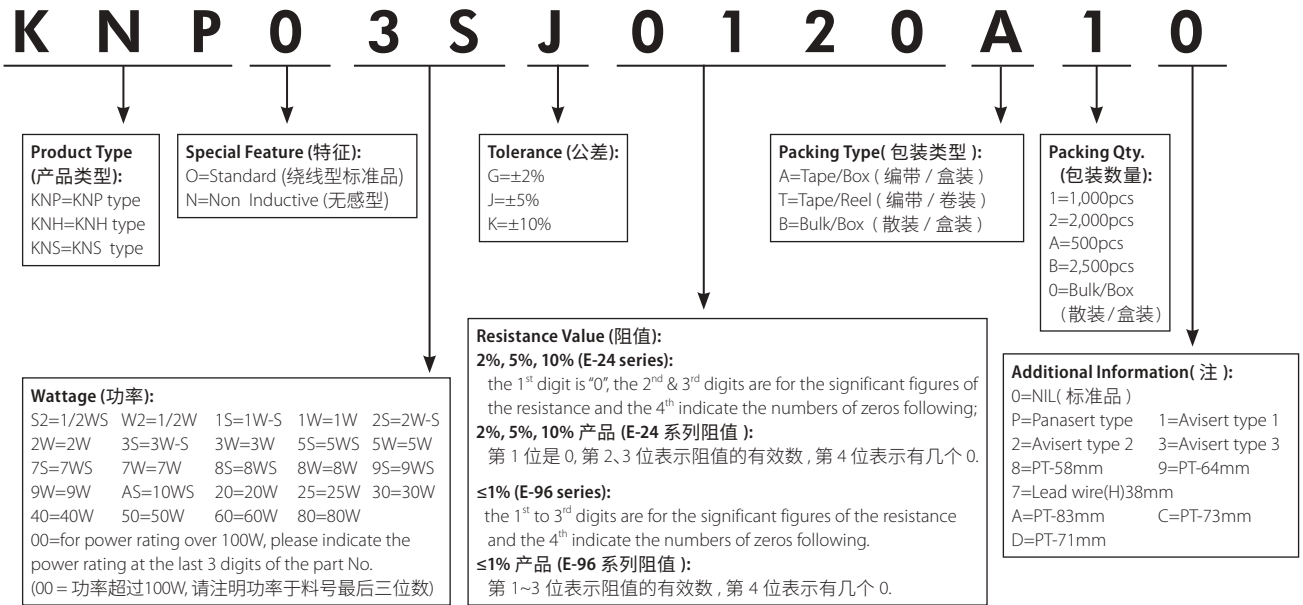 K N P 0 3 S J 0 1 2 0 A 1 0
Product Type
(产品类型):
KNP=KNP type
KNH=KNH type
KNS=KNS type
Special Feature (特征):
O=Standard (绕线型标准品)
N=Non Inductive (无感型)
Tolerance (公差):
G=±2%
J=±5%
K=±10%
Packing Type( 包装类型 ):
A=Tape/Box ( 编带 / 盒装 )
T=Tape/Reel ( 编带 / 卷装 )
B=Bulk/Box ( 散装 / 盒装 )
Packing Qty.
(包装数量):
1=1,000pcs
2=2,000pcs
A=500pcs
B=2,500pcs
0=Bulk/Box
(散装/盒装)
Wattage (功率):
S2=1/2WS W2=1/2W 1S=1W-S 1W=1W 2S=2W-S
2W=2W 3S=3W-S 3W=3W 5S=5WS 5W=5W
7S=7WS 7W=7W 8S=8WS 8W=8W 9S=9WS
9W=9W AS=10WS 20=20W 25=25W 30=30W
40=40W 50=50W 60=60W 80=80W
00=for power rating over 100W, please indicate the
power rating at the last 3 digits of the part No.
(00 = 功率超过100W, 请注明功率于料号最后三位数)
Resistance Value (阻值):
2%, 5%, 10% (E-24 series):
the 1st digit is "0", the 2nd & 3rd digits are for the significant figures of
the resistance and the 4th indicate the numbers of zeros following;
2%, 5%, 10% 产品 (E-24 系列阻值 ):
第 1 位是 0, 第 2、3 位表示阻值的有效数 , 第 4 位表示有几个 0.
≤1% (E-96 series):
the 1st to 3rd digits are for the significant figures of the resistance
and the 4th indicate the numbers of zeros following.
≤1% 产品 (E-96 系列阻值 ):
第 1~3 位表示阻值的有效数 , 第 4 位表示有几个 0.
Additional Information( 注 ):
0=NIL( 标准品 )
P=Panasert type 1=Avisert type 1
2=Avisert type 2 3=Avisert type 3
8=PT-58mm 9=PT-64mm
7=Lead wire(H)38mm
A=PT-83mm C=PT-73mm
D=PT-71mm